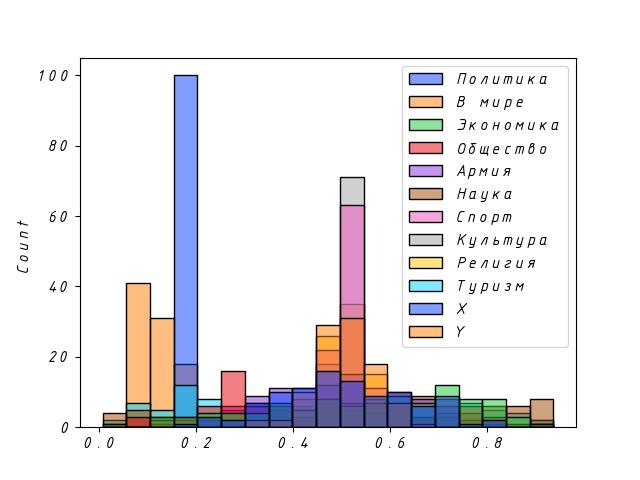 100
80
60
40
20
0
Count
0.0 0.2 0.4 0.6 0.8
Политика
В мире
Экономика
Общество
Армия
Наука
Спорт
Культура
Религия
Туризм
X
Y